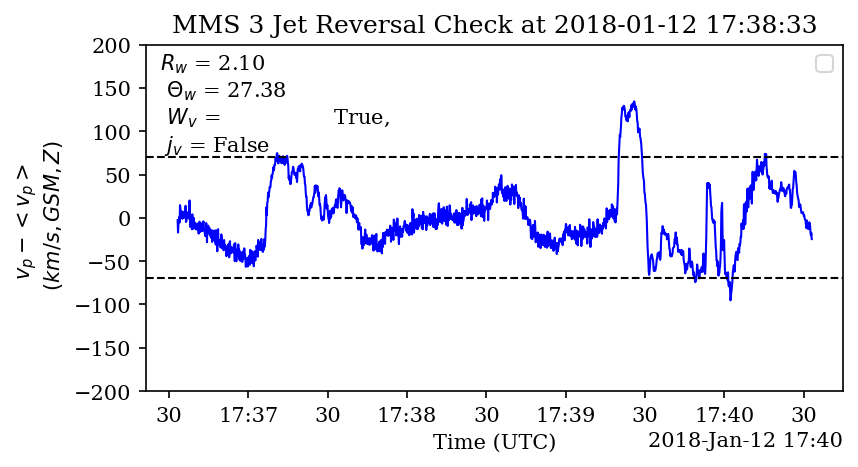 MMS 3 Jet Reversal Check at 2018-01-12 17:38:33
200
150
100
50
0
−50
−100
−150
−200
v_p − < v_p >
(km/s, GSM, Z)
R_w = 2.10
Θ_w = 27.38
W_v = True,
j_v = False
30 17:37 30 17:38 30 17:39 30 17:40 30
Time (UTC)
2018-Jan-12 17:40